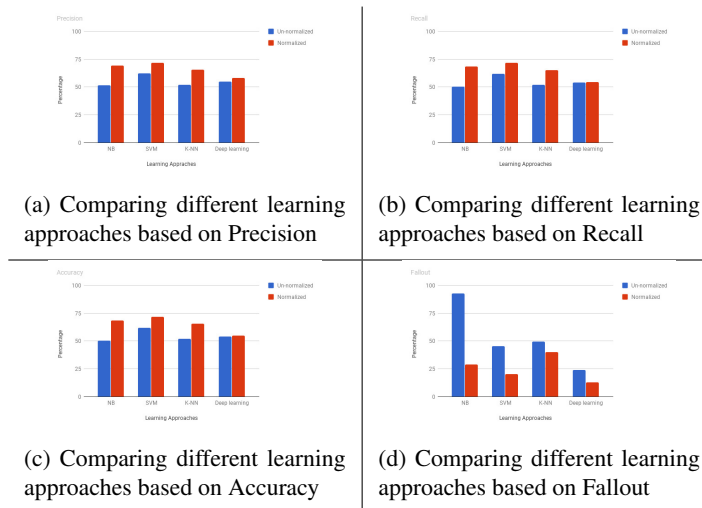 Precision
Un-normalized
Normalized
100
75
50
25
0
Percentage
NB SVM K-NN Deep learning
Learning Appraches
(a) Comparing different learning
approaches based on Precision
Recall
Un-normalized
Normalized
100
75
50
25
0
Percentage
NB SVM K-NN Deep learning
Learning Approaches
(b) Comparing different learning
approaches based on Recall
Accuracy
Un-normalized
Normalized
100
75
50
25
0
Percentage
NB SVM K-NN Deep learning
Learning Approaches
(c) Comparing different learning
approaches based on Accuracy
Fallout
Un-normalized
Normalized
100
75
50
25
0
Percentage
NB SVM K-NN Deep learning
Learning Approaches
(d) Comparing different learning
approaches based on Fallout